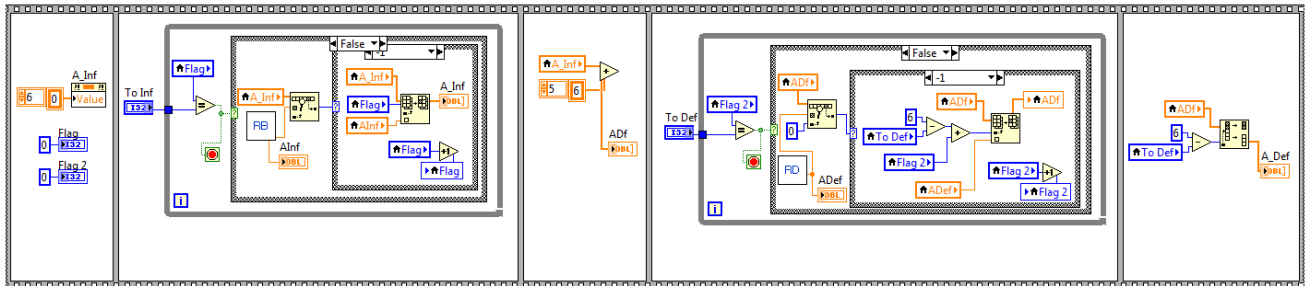 A_Inf
6
0
Value
Flag
0
I32
Flag 2
0
I32
To Inf
I32
Flag
=
i
False
A_Inf
RB
AInf
DBL
-1
A_Inf
Flag
AInf
A_Inf
DBL
Flag
+1
Flag
A_Inf
5
6
+
ADf
DBL
To Def
I32
Flag 2
=
i
False
ADf
0
RD
ADef
DBL
-1
6
To Def
Flag 2
ADef
ADf
ADf
Flag 2
+1
Flag 2
ADf
6
To Def
A_Def
DBL